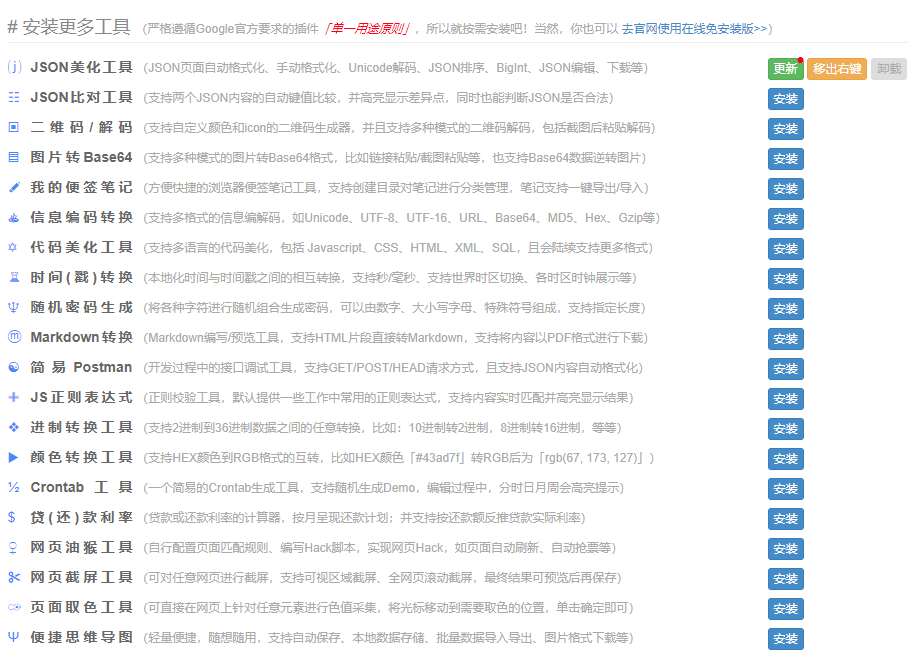 # 安装更多工具 (严格遵循Google官方要求的插件「单一用途原则」，所以就按需安装吧！当然，你也可以 去官网使用在线免安装版>>)
(j) JSON美化工具 (JSON页面自动格式化、手动格式化、Unicode解码、JSON排序、BigInt、JSON编辑、下载等) 更新 移出右键 卸载
☷ JSON比对工具 (支持两个JSON内容的自动键值比较，并高亮显示差异点，同时也能判断JSON是否合法) 安装
▣ 二维码/解码 (支持自定义颜色和icon的二维码生成器，并且支持多种模式的二维码解码，包括截图后粘贴解码) 安装
▤ 图片转Base64 (支持多种模式的图片转Base64格式，比如链接粘贴/截图粘贴等，也支持Base64数据逆转图片) 安装
我的便签笔记 (方便快捷的浏览器便签笔记工具，支持创建目录对笔记进行分类管理，笔记支持一键导出/导入) 安装
信息编码转换 (支持多格式的信息编解码，如Unicode、UTF-8、UTF-16、URL、Base64、MD5、Hex、Gzip等) 安装
✡ 代码美化工具 (支持多语言的代码美化，包括 Javascript、CSS、HTML、XML、SQL，且会陆续支持更多格式) 安装
♖ 时间(戳)转换 (本地化时间与时间戳之间的相互转换，支持秒/毫秒、支持世界时区切换、各时区时钟展示等) 安装
♆ 随机密码生成 (将各种字符进行随机组合生成密码，可以由数字、大小写字母、特殊符号组成，支持指定长度) 安装
ⓜ Markdown转换 (Markdown编写/预览工具，支持HTML片段直接转Markdown，支持将内容以PDF格式进行下载) 安装
☯ 简易Postman (开发过程中的接口调试工具，支持GET/POST/HEAD请求方式，且支持JSON内容自动格式化) 安装
✙ JS正则表达式 (正则校验工具，默认提供一些工作中常用的正则表达式，支持内容实时匹配并高亮显示结果) 安装
❖ 进制转换工具 (支持2进制到36进制数据之间的任意转换，比如：10进制转2进制，8进制转16进制，等等) 安装
▶ 颜色转换工具 (支持HEX颜色到RGB格式的互转，比如HEX颜色「#43ad7f」转RGB后为「rgb(67, 173, 127)」) 安装
½ Crontab工具 (一个简易的Crontab生成工具，支持随机生成Demo，编辑过程中，分时日月周会高亮提示) 安装
$ 贷(还)款利率 (贷款或还款利率的计算器，按月呈现还款计划；并支持按还款额反推贷款实际利率) 安装
♀ 网页油猴工具 (自行配置页面匹配规则、编写Hack脚本，实现网页Hack，如页面自动刷新、自动抢票等) 安装
✂ 网页截屏工具 (可对任意网页进行截屏，支持可视区域截屏、全网页滚动截屏，最终结果可预览后再保存) 安装
页面取色工具 (可直接在网页上针对任意元素进行色值采集，将光标移动到需要取色的位置，单击确定即可) 安装
Ψ 便捷思维导图 (轻量便捷，随想随用，支持自动保存、本地数据存储、批量数据导入导出、图片格式下载等) 安装